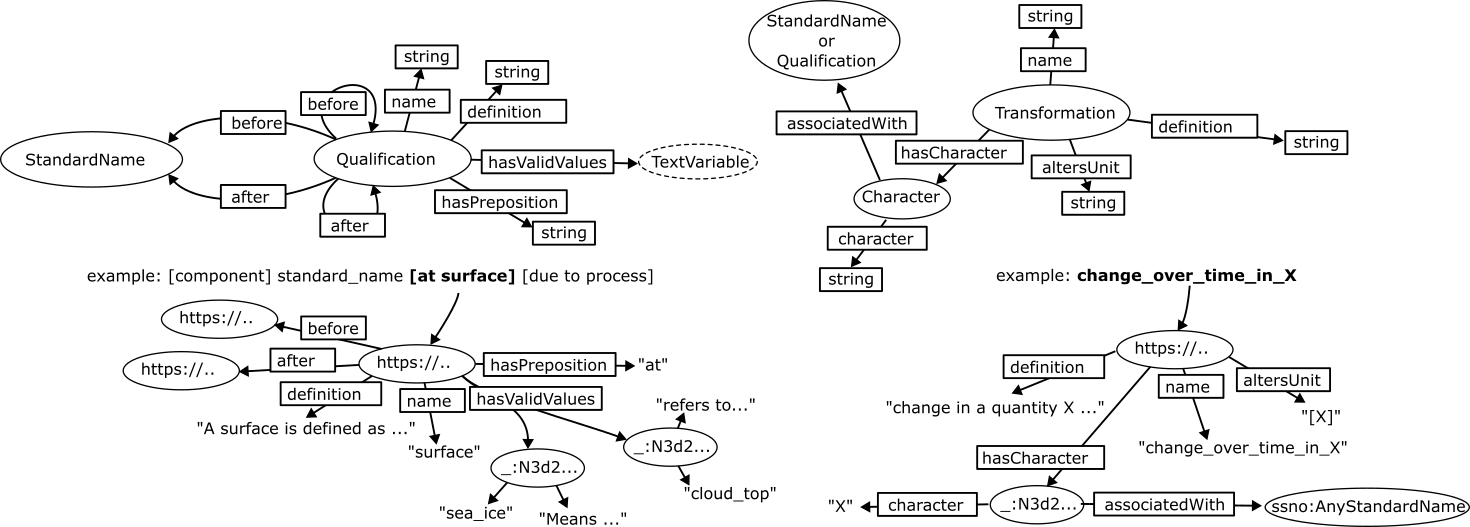 StandardName
before
before
after
after
Qualification
name
string
definition
string
hasValidValues
TextVariable
hasPreposition
string
example: [component] standard_name [at surface] [due to process]
https://..
before
https://..
after
https://..
hasPreposition
"at"
definition
"A surface is defined as ..."
name
"surface"
hasValidValues
"refers to..."
_:N3d2...
"cloud_top"
_:N3d2...
"sea_ice"
"Means ..."
StandardName
or
Qualification
associatedWith
string
name
Transformation
definition
string
hasCharacter
altersUnit
string
Character
character
string
example: change_over_time_in_X
https://..
definition
"change in a quantity X ..."
name
"change_over_time_in_X"
altersUnit
"[X]"
hasCharacter
"X"
character
_:N3d2...
associatedWith
ssno:AnyStandardName